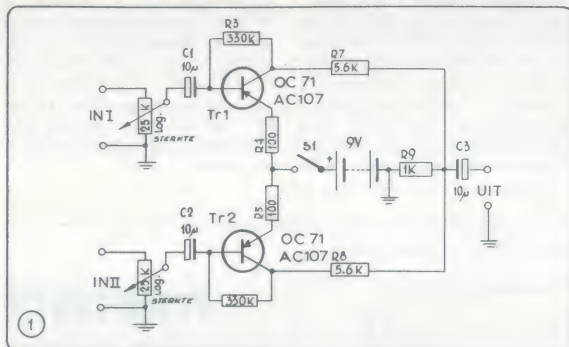 R3
330K
C1
10µ
OC 71
AC107
Tr1
R7
5.6K
IN I
25 K
Log.
STERKTE
R4
100
S1
+
9V
R9
1K
C3
10µ
UIT
C2
10µ
Tr2
R5
100
OC 71
AC107
R8
5.6K
IN II
25 K
Log.
STERKTE
330K
1